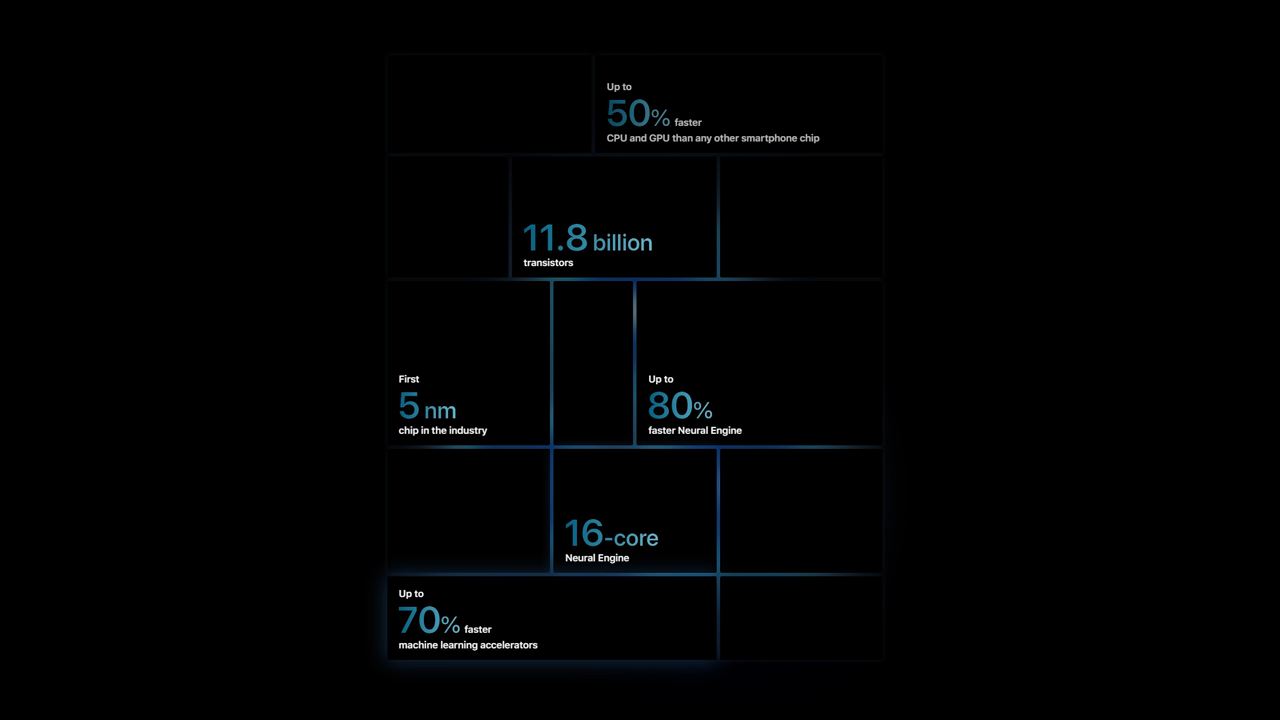 Up to
50% faster
CPU and GPU than any other smartphone chip
11.8 billion
transistors
First
5 nm
chip in the industry
Up to
80%
faster Neural Engine
16-core
Neural Engine
Up to
70% faster
machine learning accelerators